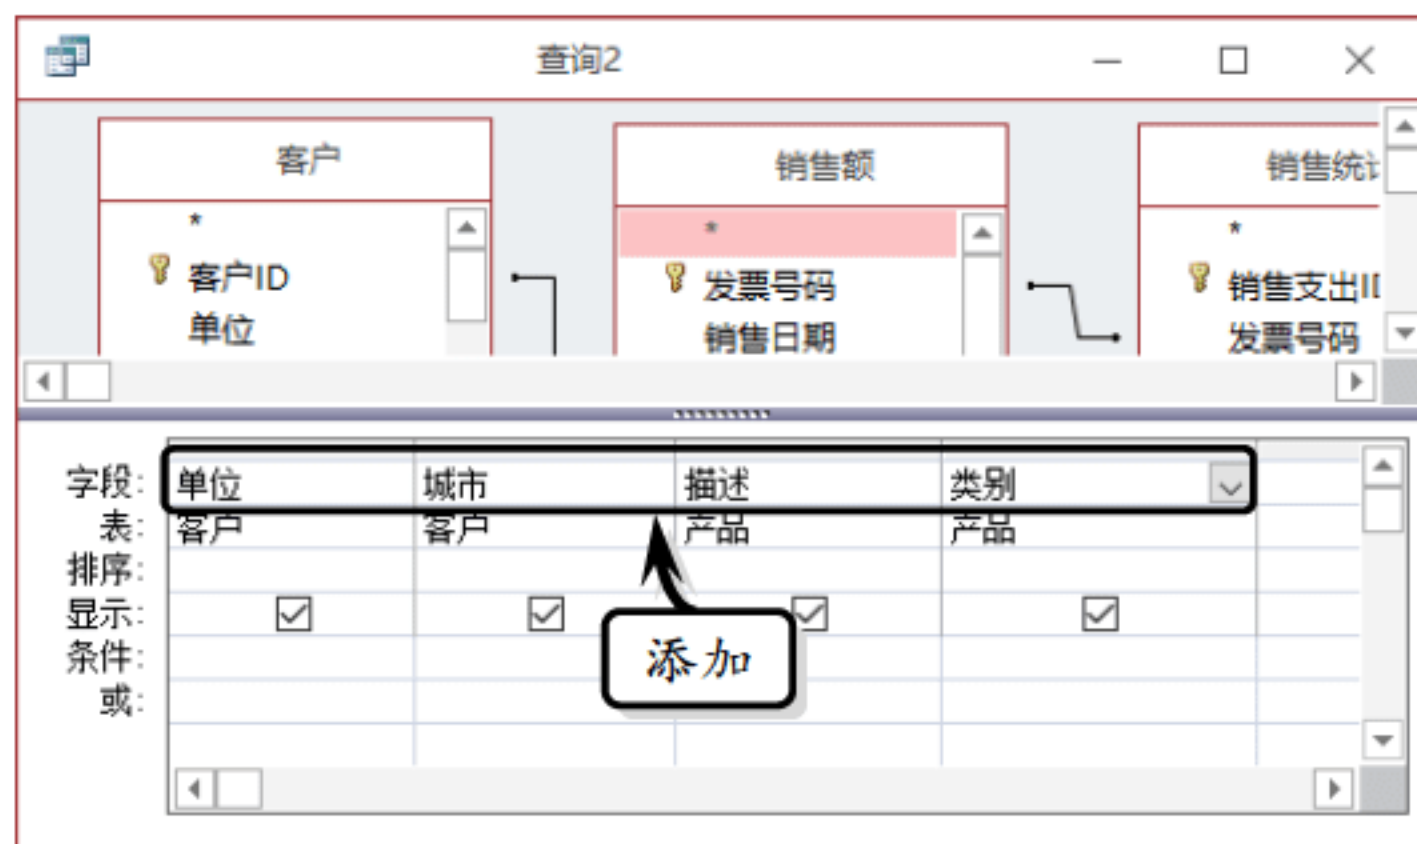 查询2
客户
销售额
销售统计
*
*
*
客户ID
发票号码
销售支出ID
单位
销售日期
发票号码
字段: 单位 城市 描述 类别
表: 客户 客户 产品 产品
排序:
显示:
条件:
或:
添加